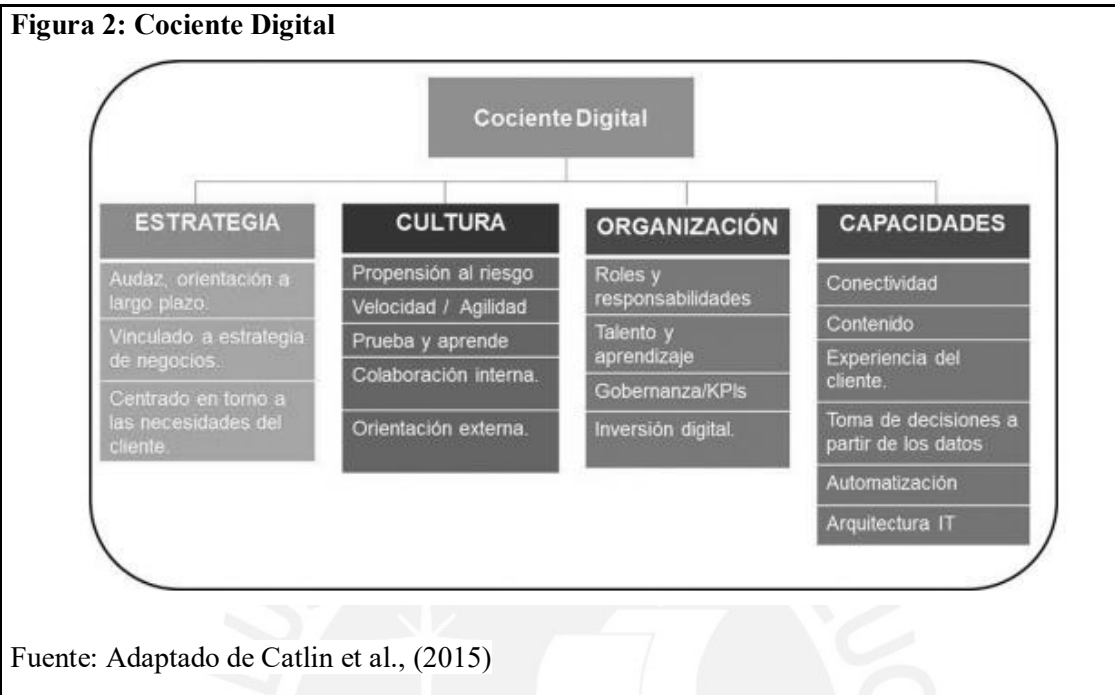 Figura 2: Cociente Digital
Cociente Digital
ESTRATEGIA
Audaz, orientación a
largo plazo.
Vinculado a estrategia
de negocios.
Centrado en torno a
las necesidades del
cliente.
CULTURA
Propensión al riesgo
Velocidad / Agilidad
Prueba y aprende
Colaboración interna.
Orientación externa.
ORGANIZACIÓN
Roles y
responsabilidades
Talento y
aprendizaje
Gobernanza/KPIs
Inversión digital.
CAPACIDADES
Conectividad
Contenido
Experiencia del
cliente.
Toma de decisiones a
partir de los datos
Automatización
Arquitectura IT
Fuente: Adaptado de Catlin et al., (2015)